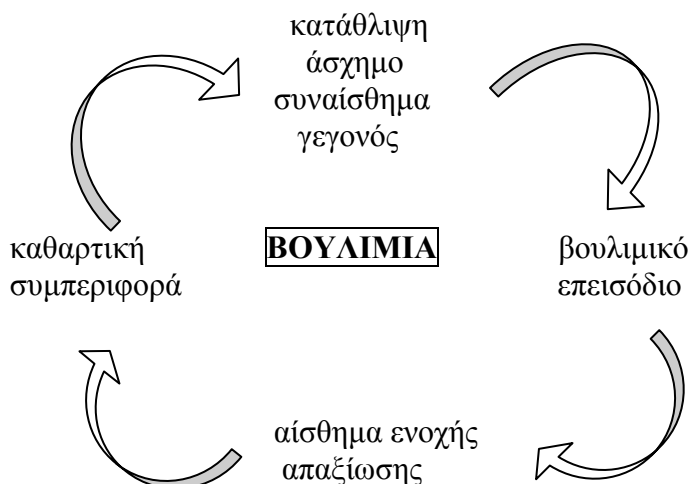 κατάθλιψη
άσχημο
συναίσθημα
γεγονός
καθαρτική
συμπεριφορά
ΒΟΥΛΙΜΙΑ
βουλιμικό
επεισόδιο
αίσθημα ενοχής
απαξίωσης